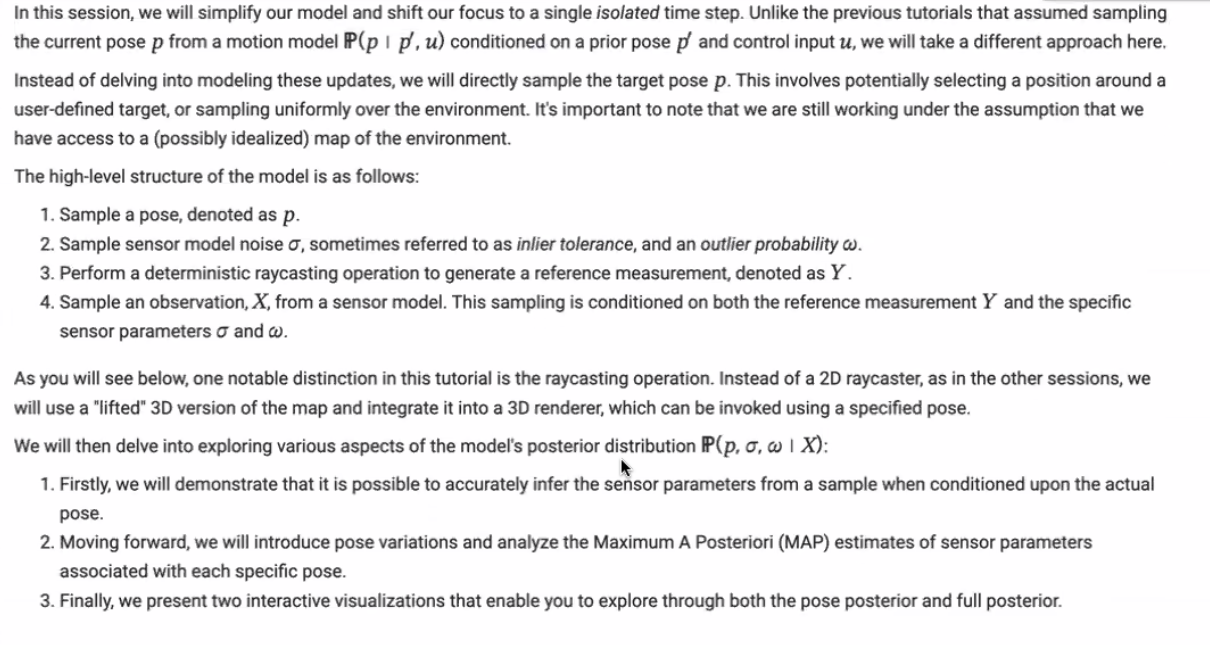 In this session, we will simplify our model and shift our focus to a single isolated time step. Unlike the previous tutorials that assumed sampling
the current pose p from a motion model ℙ(p | p′, u) conditioned on a prior pose p′ and control input u, we will take a different approach here.
Instead of delving into modeling these updates, we will directly sample the target pose p. This involves potentially selecting a position around a
user-defined target, or sampling uniformly over the environment. It's important to note that we are still working under the assumption that we
have access to a (possibly idealized) map of the environment.
The high-level structure of the model is as follows:
1. Sample a pose, denoted as p.
2. Sample sensor model noise σ, sometimes referred to as inlier tolerance, and an outlier probability ω.
3. Perform a deterministic raycasting operation to generate a reference measurement, denoted as Y.
4. Sample an observation, X, from a sensor model. This sampling is conditioned on both the reference measurement Y and the specific
sensor parameters σ and ω.
As you will see below, one notable distinction in this tutorial is the raycasting operation. Instead of a 2D raycaster, as in the other sessions, we
will use a "lifted" 3D version of the map and integrate it into a 3D renderer, which can be invoked using a specified pose.
We will then delve into exploring various aspects of the model's posterior distribution ℙ(p, σ, ω | X):
1. Firstly, we will demonstrate that it is possible to accurately infer the sensor parameters from a sample when conditioned upon the actual
pose.
2. Moving forward, we will introduce pose variations and analyze the Maximum A Posteriori (MAP) estimates of sensor parameters
associated with each specific pose.
3. Finally, we present two interactive visualizations that enable you to explore through both the pose posterior and full posterior.